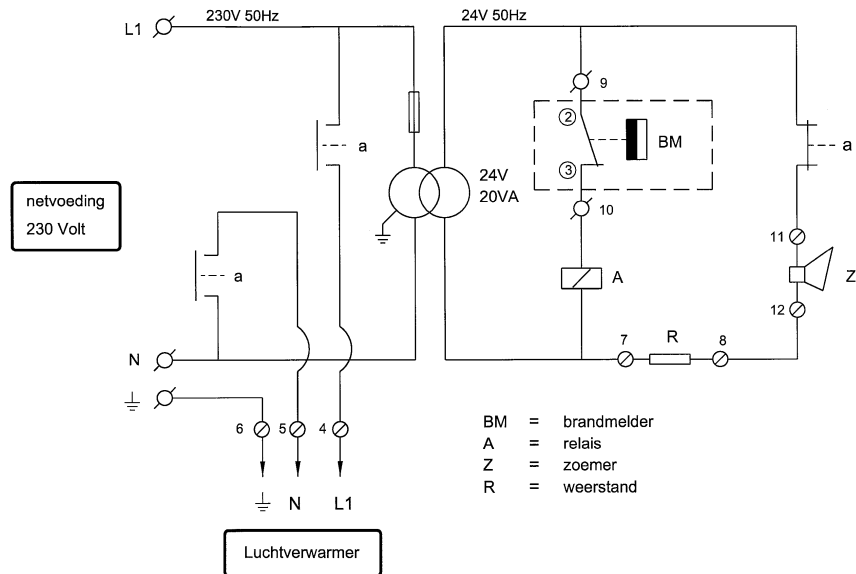 230V 50Hz
24V 50Hz
L1
9
2
BM
a
a
3
24V
20VA
netvoeding
230 Volt
10
11
a
A
Z
12
N
7
R
8
6
5
4
BM = brandmelder
A = relais
Z = zoemer
R = weerstand
N
L1
Luchtverwarmer